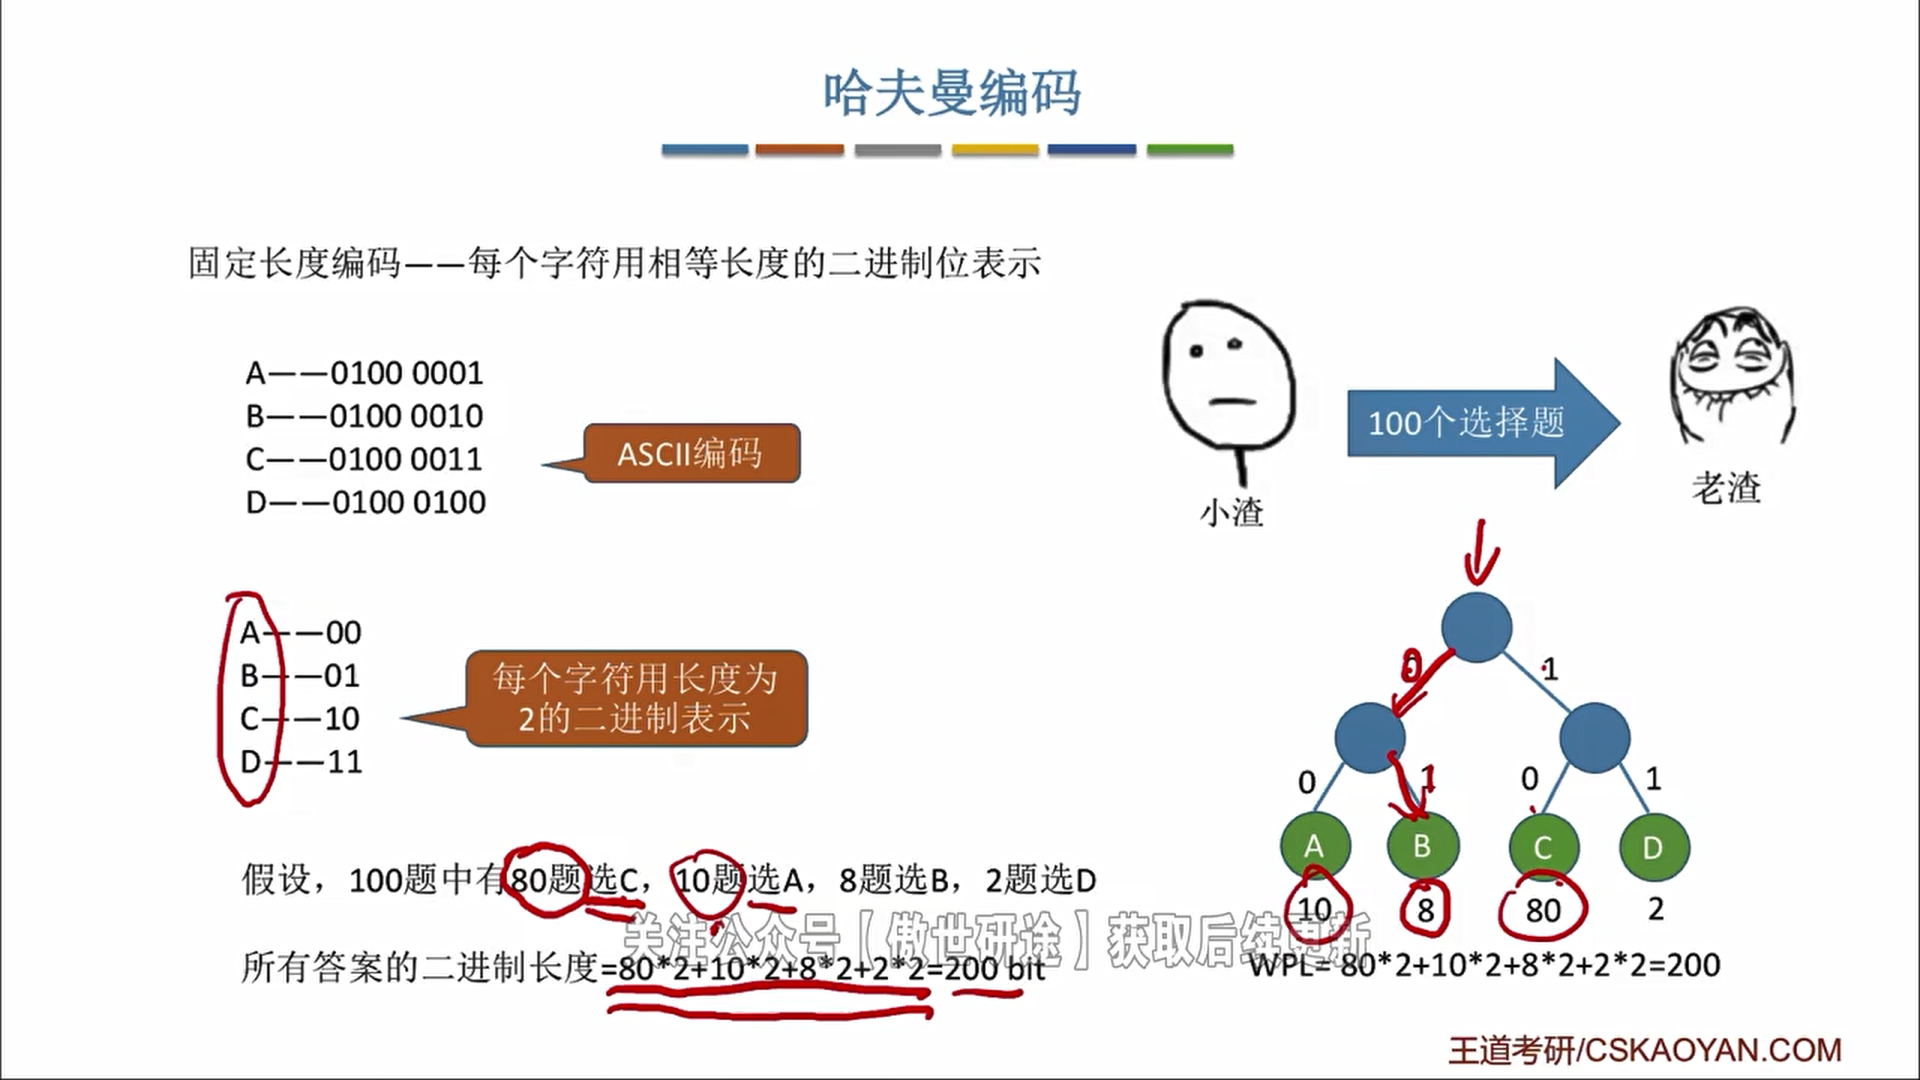 哈夫曼编码
固定长度编码——每个字符用相等长度的二进制位表示
A——0100 0001
B——0100 0010
C——0100 0011
D——0100 0100
ASCII编码
100个选择题
小渣
老渣
A——00
B——01
C——10
D——11
每个字符用长度为
2的二进制表示
0
1
0
1
0
1
A
B
C
D
10
8
80
2
假设，100题中有80题选C，10题选A，8题选B，2题选D
关注公众号【傲世研途】获取后续更新
所有答案的二进制长度=80*2+10*2+8*2+2*2=200 bit
WPL= 80*2+10*2+8*2+2*2=200
王道考研/CSKAOYAN.COM